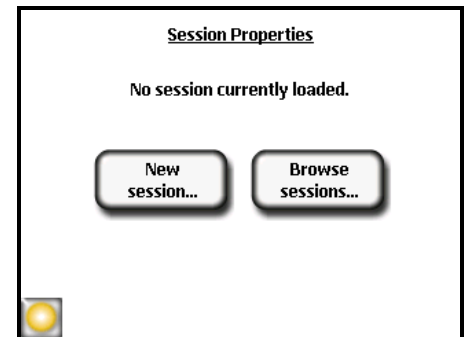 Session Properties
No session currently loaded.
New
session...
Browse
sessions...